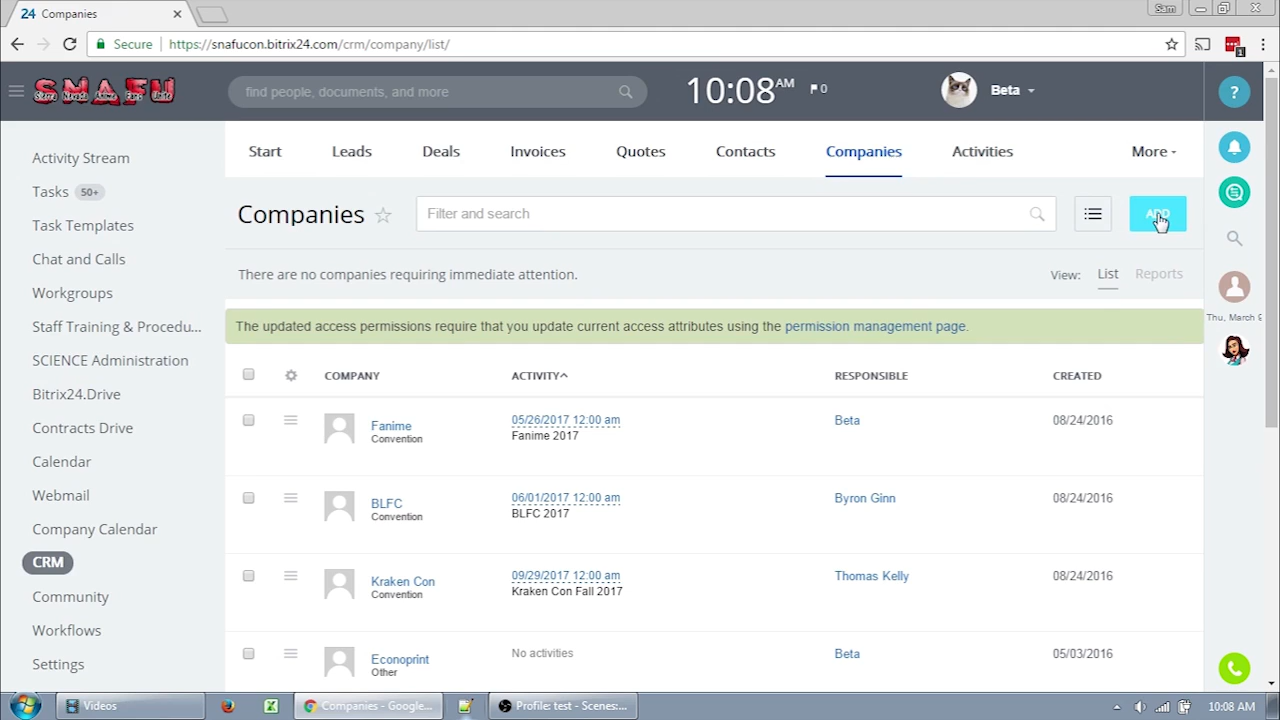 24 Companies
Sam
Secure https://snafucon.bitrix24.com/crm/company/list/
1
SNAFU
Sierra Nevada Anime Fans Unite
find people, documents, and more
10:08 AM
0
Beta
?
Activity Stream
Tasks 50+
Task Templates
Chat and Calls
Workgroups
Staff Training & Procedu...
SCIENCE Administration
Bitrix24.Drive
Contracts Drive
Calendar
Webmail
Company Calendar
CRM
Community
Workflows
Settings
Start Leads Deals Invoices Quotes Contacts Companies Activities More
Companies
Filter and search
ADD
There are no companies requiring immediate attention.
View: List Reports
The updated access permissions require that you update current access attributes using the permission management page.
COMPANY ACTIVITY RESPONSIBLE CREATED
Fanime 05/26/2017 12:00 am Beta 08/24/2016
Convention Fanime 2017
BLFC 06/01/2017 12:00 am Byron Ginn 08/24/2016
Convention BLFC 2017
Kraken Con 09/29/2017 12:00 am Thomas Kelly 08/24/2016
Convention Kraken Con Fall 2017
Econoprint No activities Beta 05/03/2016
Other
Thu, March 9
Videos
Companies - Google...
Profile: test - Scenes:...
10:08 AM